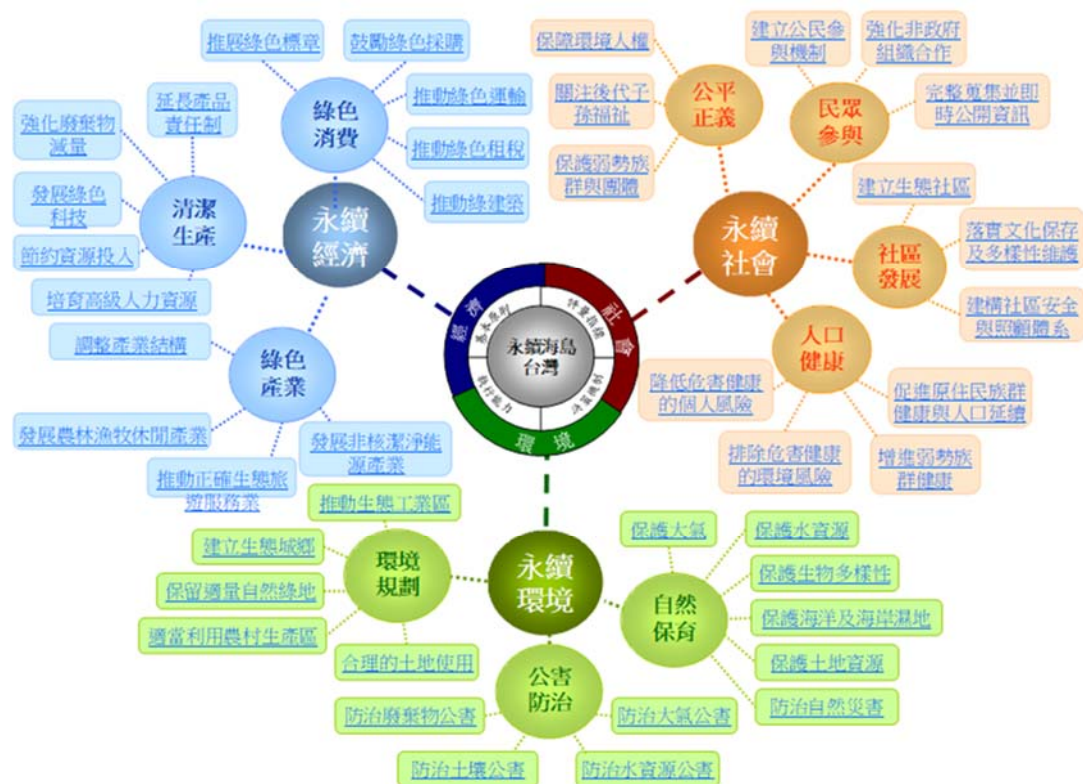 推展綠色標章
鼓勵綠色採購
推動綠色運輸
推動綠色租稅
推動綠建築
綠色
消費
延長產品
責任制
強化廢棄物
減量
發展綠色
科技
節約資源投入
培育高級人力資源
清潔
生產
永續
經濟
調整產業結構
發展農林漁牧休閒產業
推動正確生態旅
遊服務業
發展非核潔淨能
源產業
綠色
產業
保障環境人權
關注後代子
孫福祉
保護弱勢族
群與團體
公平
正義
建立公民參
與機制
強化非政府
組織合作
完整蒐集並即
時公開資訊
民眾
參與
永續
社會
建立生態社區
落實文化保存
及多樣性維護
建構社區安全
與照顧體系
社區
發展
人口
健康
降低危害健康
的個人風險
排除危害健康
的環境風險
增進弱勢族
群健康
促進原住民族群
健康與人口延續
經濟
社會
環境
基本原則
評量指標
執行能力
決策機制
永續海島
台灣
推動生態工業區
建立生態城鄉
保留適量自然綠地
適當利用農村生產區
合理的土地使用
環境
規劃
永續
環境
保護大氣
保護水資源
保護生物多樣性
保護海洋及海岸濕地
保護土地資源
防治自然災害
自然
保育
公害
防治
防治廢棄物公害
防治大氣公害
防治土壤公害
防治水資源公害